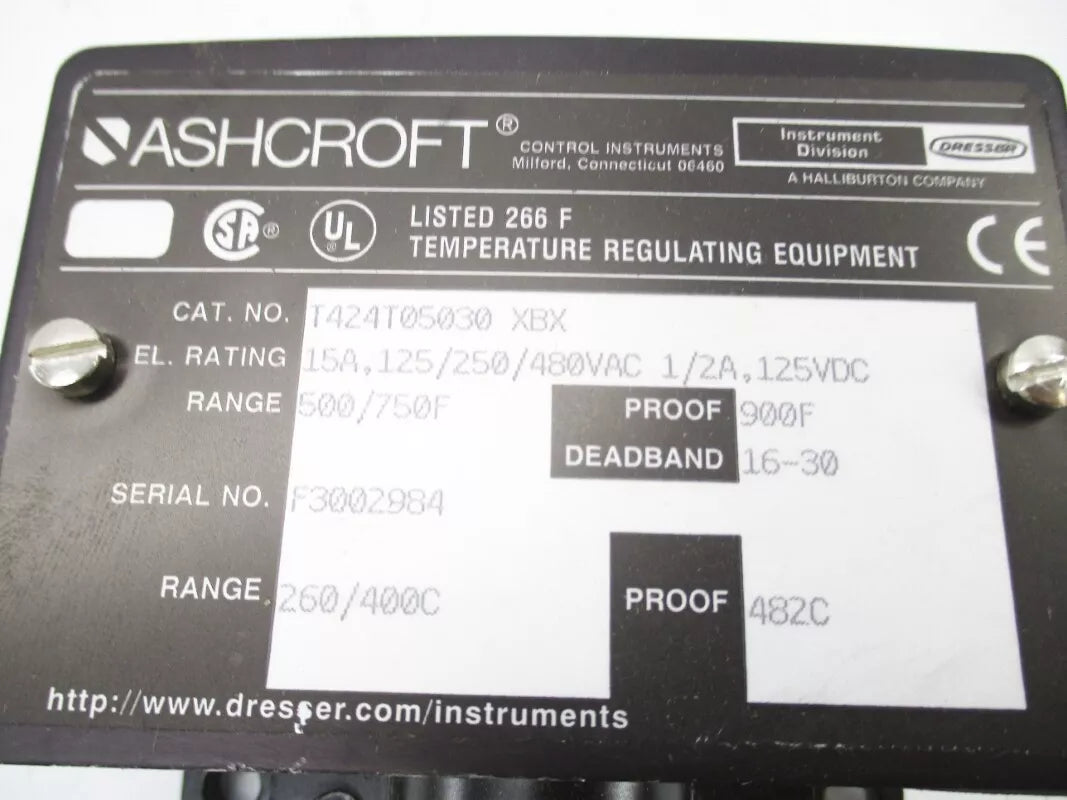 ASHCROFT®
CONTROL INSTRUMENTS
Milford, Connecticut 06460
Instrument
Division
DRESSER
A HALLIBURTON COMPANY
SA®
UL
®
LISTED 266 F
TEMPERATURE REGULATING EQUIPMENT
CE
CAT. NO. T424T05030 XBX
EL. RATING 15A,125/250/480VAC 1/2A,125VDC
RANGE 500/750F PROOF 900F
DEADBAND 16-30
SERIAL NO. F3002984
RANGE 260/400C PROOF 482C
http://www.dresser.com/instruments